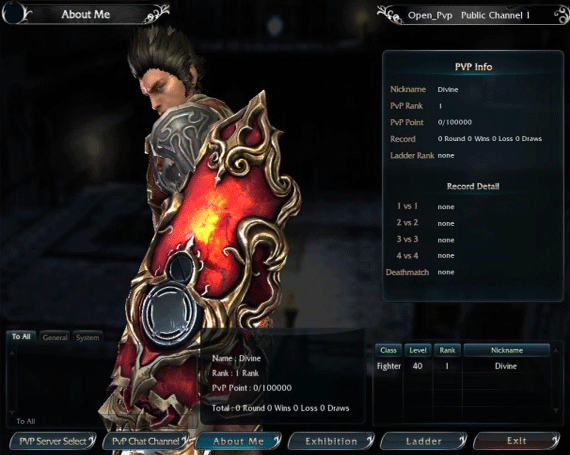 About Me
Open_Pvp Public Channel 1
PVP Info
Nickname Divine
PvP Rank 1
PvP Point 0/100000
Record 0 Round 0 Wins 0 Loss 0 Draws
Ladder Rank none
Record Detail
1 vs 1 none
2 vs 2 none
3 vs 3 none
4 vs 4 none
Deathmatch none
To All General System
To All
Name : Divine
Rank : 1 Rank
PvP Point : 0/100000
Total : 0 Round 0 Wins 0 Loss 0 Draws
Class Level Rank Nickname
Fighter 40 1 Divine
PVP Server Select PvP Chat Channel About Me Exhibition Ladder Exit